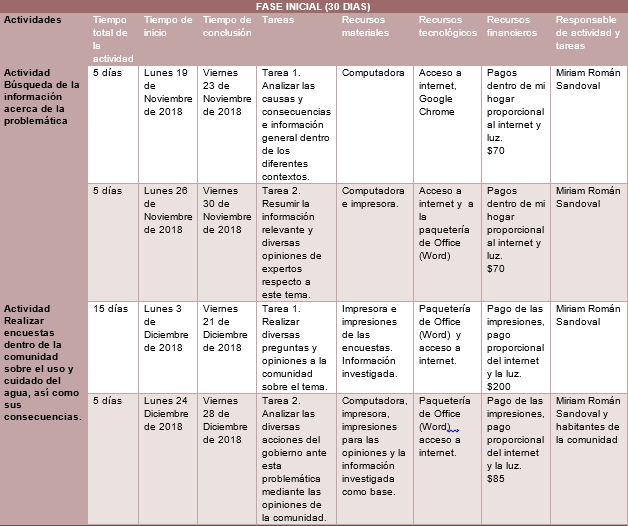 FASE INICIAL (30 DIAS)
Actividades
Tiempo
total de
la
actividad
Tiempo de
inicio
Tiempo de
conclusión
Tareas
Recursos
materiales
Recursos
tecnológicos
Recursos
financieros
Responsable
de actividad y
tareas
Actividad
Búsqueda de la
información
acerca de la
problemática
5 días
Lunes 19
de
Noviembre
de 2018
Viernes
23 de
Noviembre
de 2018
Tarea 1.
Analizar las
causas y
consecuencias
e información
general dentro
de los
diferentes
contextos.
Computadora
Acceso a
internet,
Google
Chrome
Pagos
dentro de mi
hogar
proporcional
al internet y
luz.
$70
Miriam Román
Sandoval
5 días
Lunes 26
de
Noviembre
de 2018
Viernes
30 de
Noviembre
de 2018
Tarea 2.
Resumir la
información
relevante y
diversas
opiniones de
expertos
respecto a
este tema.
Computadora
e impresora.
Acceso a
internet y a
la
paquetería
de Office
(Word)
Pagos
dentro de mi
hogar
proporcional
al internet y
luz.
$70
Miriam Román
Sandoval
Actividad
Realizar
encuestas
dentro de la
comunidad
sobre el uso y
cuidado del
agua, así como
sus
consecuencias.
15 días
Lunes 3
de
Diciembre
de 2018
Viernes
21 de
Diciembre
de 2018
Tarea 1.
Realizar
diversas
preguntas y
opiniones a la
comunidad
sobre el tema.
Impresora e
impresiones
de las
encuestas.
Información
investigada.
Paquetería
de Office
(Word) y
acceso a
internet.
Pago de las
impresiones,
pago
proporcional
del internet
y la luz.
$200
Miriam Román
Sandoval
5 días
Lunes 24
Diciembre
de 2018
Viernes
28 de
Diciembre
de 2018
Tarea 2.
Analizar las
diversas
acciones del
gobierno ante
esta
problemática
mediante las
opiniones de
la comunidad.
Computadora,
impresora,
impresiones
para las
opiniones y la
información
investigada
como base.
Paquetería
de Office
(Word),
acceso a
internet.
Pago de las
impresiones,
pago
proporcional
del internet
y la luz.
$85
Miriam Román
Sandoval y
habitantes de
la comunidad